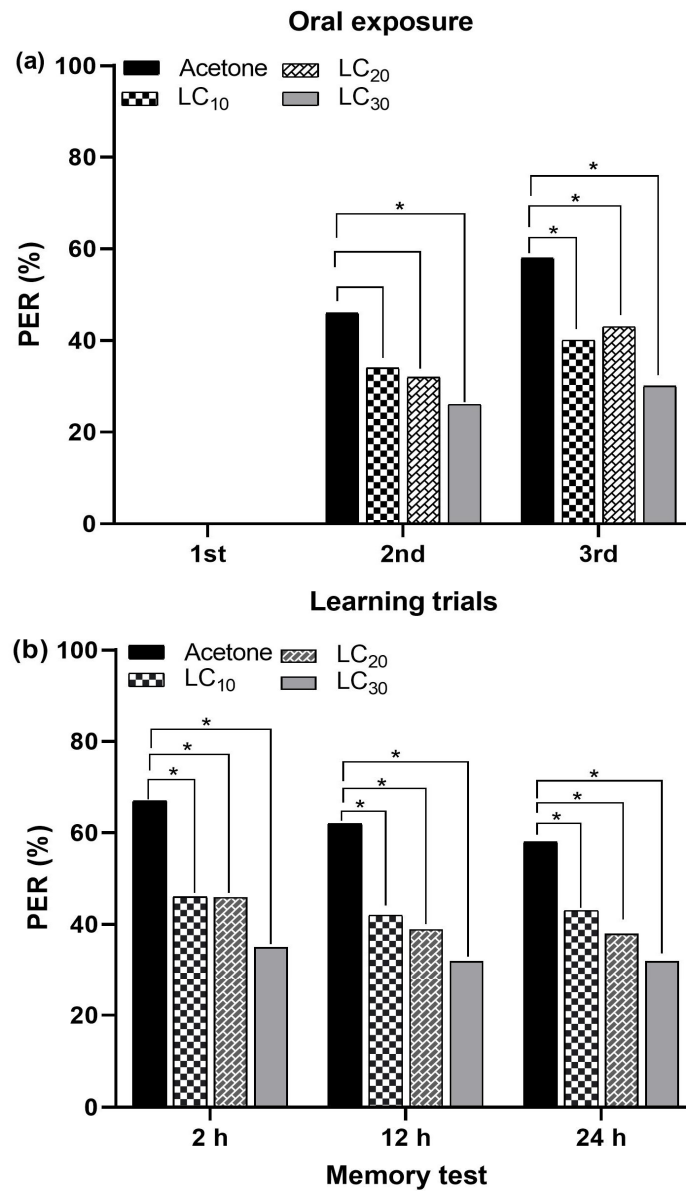 Oral exposure
(a)
PER (%)
100
80
60
40
20
0
Acetone
LC₁₀
LC₂₀
LC₃₀
*
*
*
*
1st 2nd 3rd
Learning trials
(b)
PER (%)
100
80
60
40
20
0
Acetone
LC₁₀
LC₂₀
LC₃₀
*
*
*
*
*
*
*
*
*
2 h 12 h 24 h
Memory test